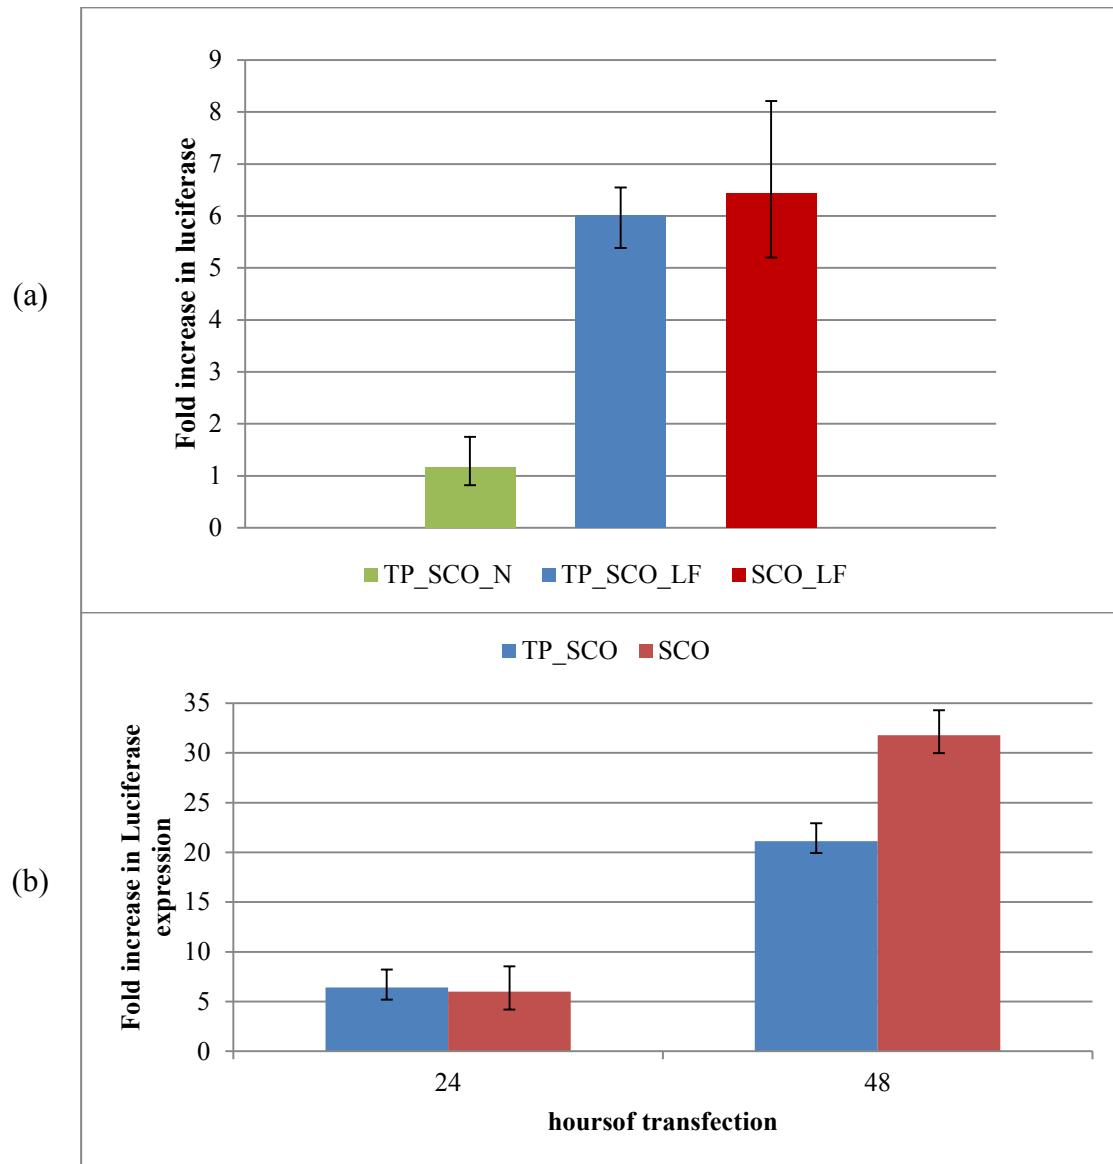 (a)
Fold increase in luciferase
9
8
7
6
5
4
3
2
1
0
TP_SCO_N TP_SCO_LF SCO_LF
(b)
TP_SCO SCO
Fold increase in Luciferase
expression
35
30
25
20
15
10
5
0
24 48
hoursof transfection